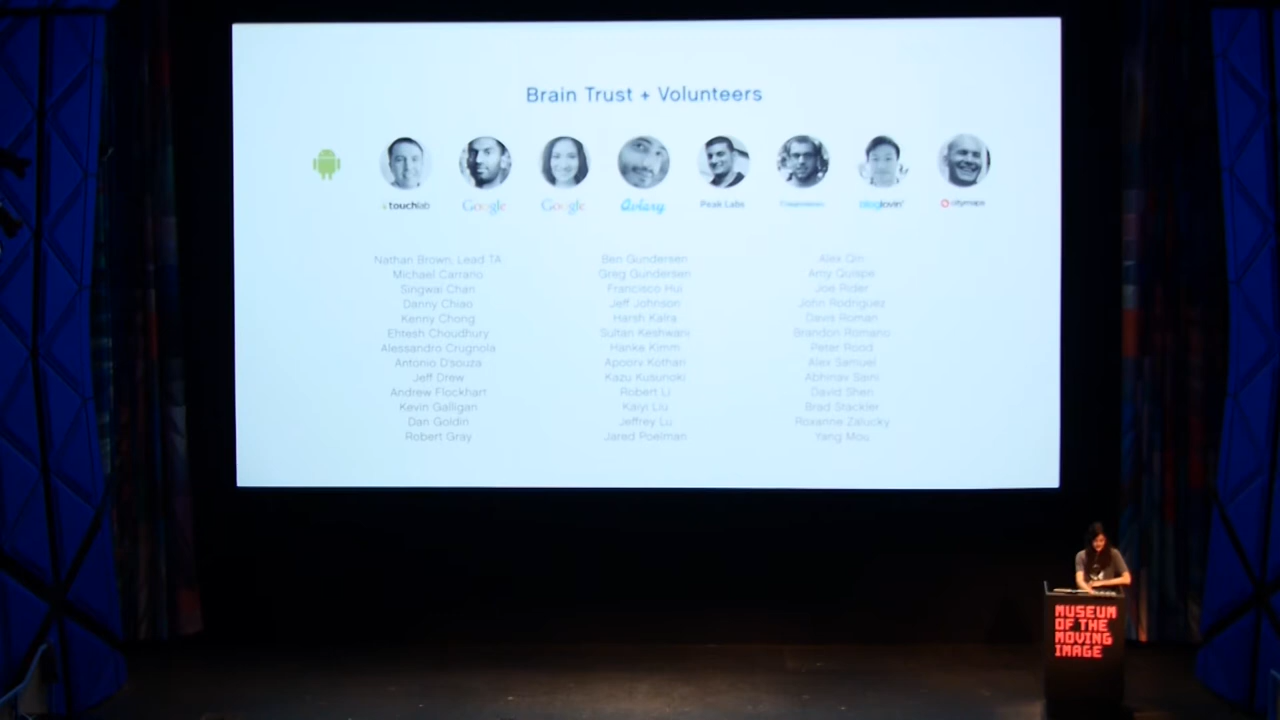 Brain Trust + Volunteers
touchlab Google Google Aviary Peak Labs bloglovin' citymaps
Nathan Brown, Lead TA
Michael Carrano
Singwai Chan
Danny Chiao
Kenny Chong
Ehtesh Choudhury
Alessandro Crugnola
Antonio D'souza
Jeff Drew
Andrew Flockhart
Kevin Galligan
Dan Goldin
Robert Gray
Ben Gundersen
Greg Gundersen
Francisco Hui
Jeff Johnson
Harsh Kalra
Sultan Keshwani
Hanke Kimm
Apoorv Kothari
Kazu Kusunoki
Robert Li
Kaiyi Liu
Jeffrey Lu
Jared Poelman
Alex Qin
Amy Quispe
Joe Rider
John Rodriguez
Davis Roman
Brandon Romano
Peter Rood
Alex Samuel
Abhinav Saini
David Shen
Brad Stackler
Roxanne Zalucky
Yang Mou
MUSEUM
OF THE
MOVING
IMAGE